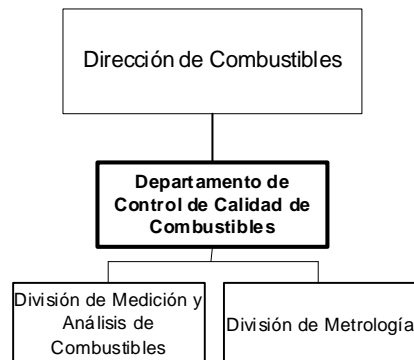 Dirección de Combustibles
Departamento de
Control de Calidad de
Combustibles
División de Medición y
Análisis de
Combustibles
División de Metrología